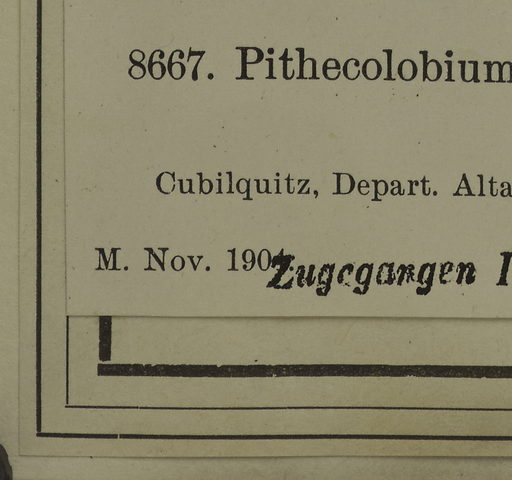 8667. Pithecolobium
Cubilquitz, Depart. Alta
M. Nov. 1904.
Zugegangen